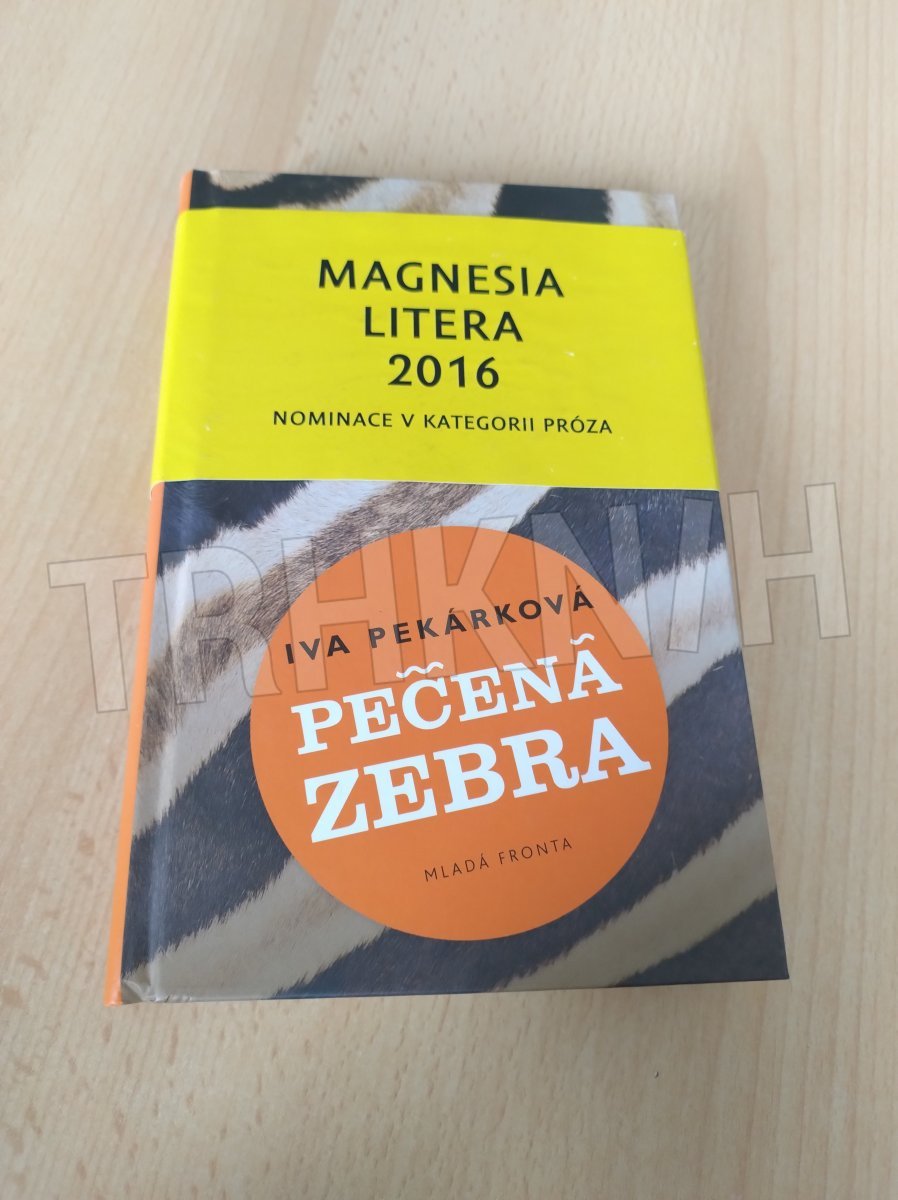 MAGNESIA
LITERA
2016
NOMINACE V KATEGORII PRÓZA
TRHKNIH
IVA PEKÁRKOVÁ
PEČENÁ
ZEBRA
MLADÁ FRONTA